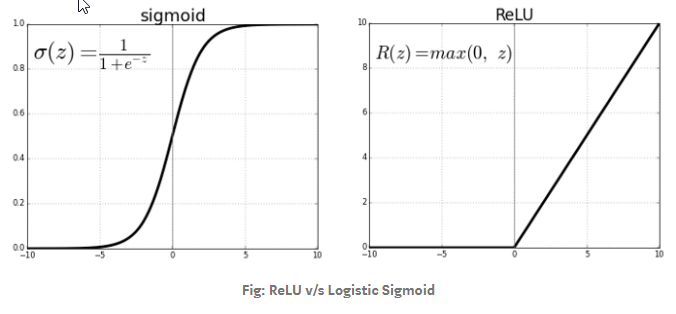 sigmoid
σ(z) = 1 / (1+e^-z)
1.0
0.8
0.6
0.4
0.2
0.0
−10 −5 0 5 10
ReLU
R(z) =max(0, z)
10
8
6
4
2
0
−10 −5 0 5 10
Fig: ReLU v/s Logistic Sigmoid